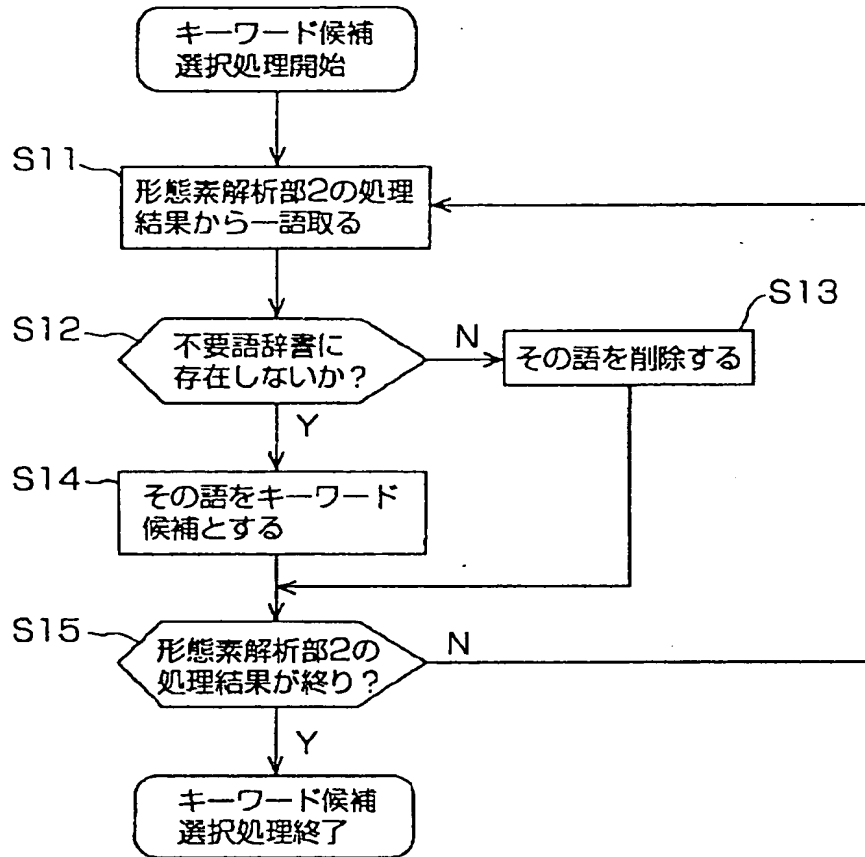 キーワード候補
選択処理開始
S11
形態素解析部2の処理
結果から一語取る
S12
不要語辞書に
存在しないか?
N
S13
その語を削除する
Y
S14
その語をキーワード
候補とする
S15
形態素解析部2の
処理結果が終り?
N
Y
キーワード候補
選択処理終了